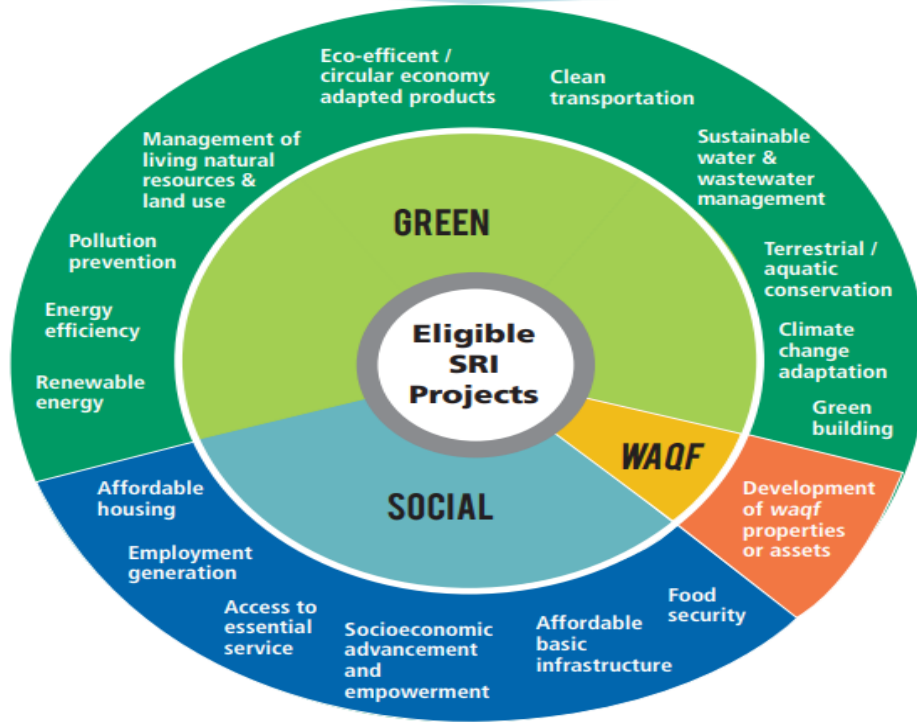 Eco-efficent /
circular economy
adapted products
Clean
transportation
Management of
living natural
resources &
land use
Sustainable
water &
wastewater
management
Pollution
prevention
Terrestrial /
aquatic
conservation
Energy
efficiency
Climate
change
adaptation
Renewable
energy
Green
building
GREEN
Eligible
SRI
Projects
WAQF
SOCIAL
Affordable
housing
Development
of waqf
properties
or assets
Employment
generation
Access to
essential
service
Socioeconomic
advancement
and
empowerment
Affordable
basic
infrastructure
Food
security